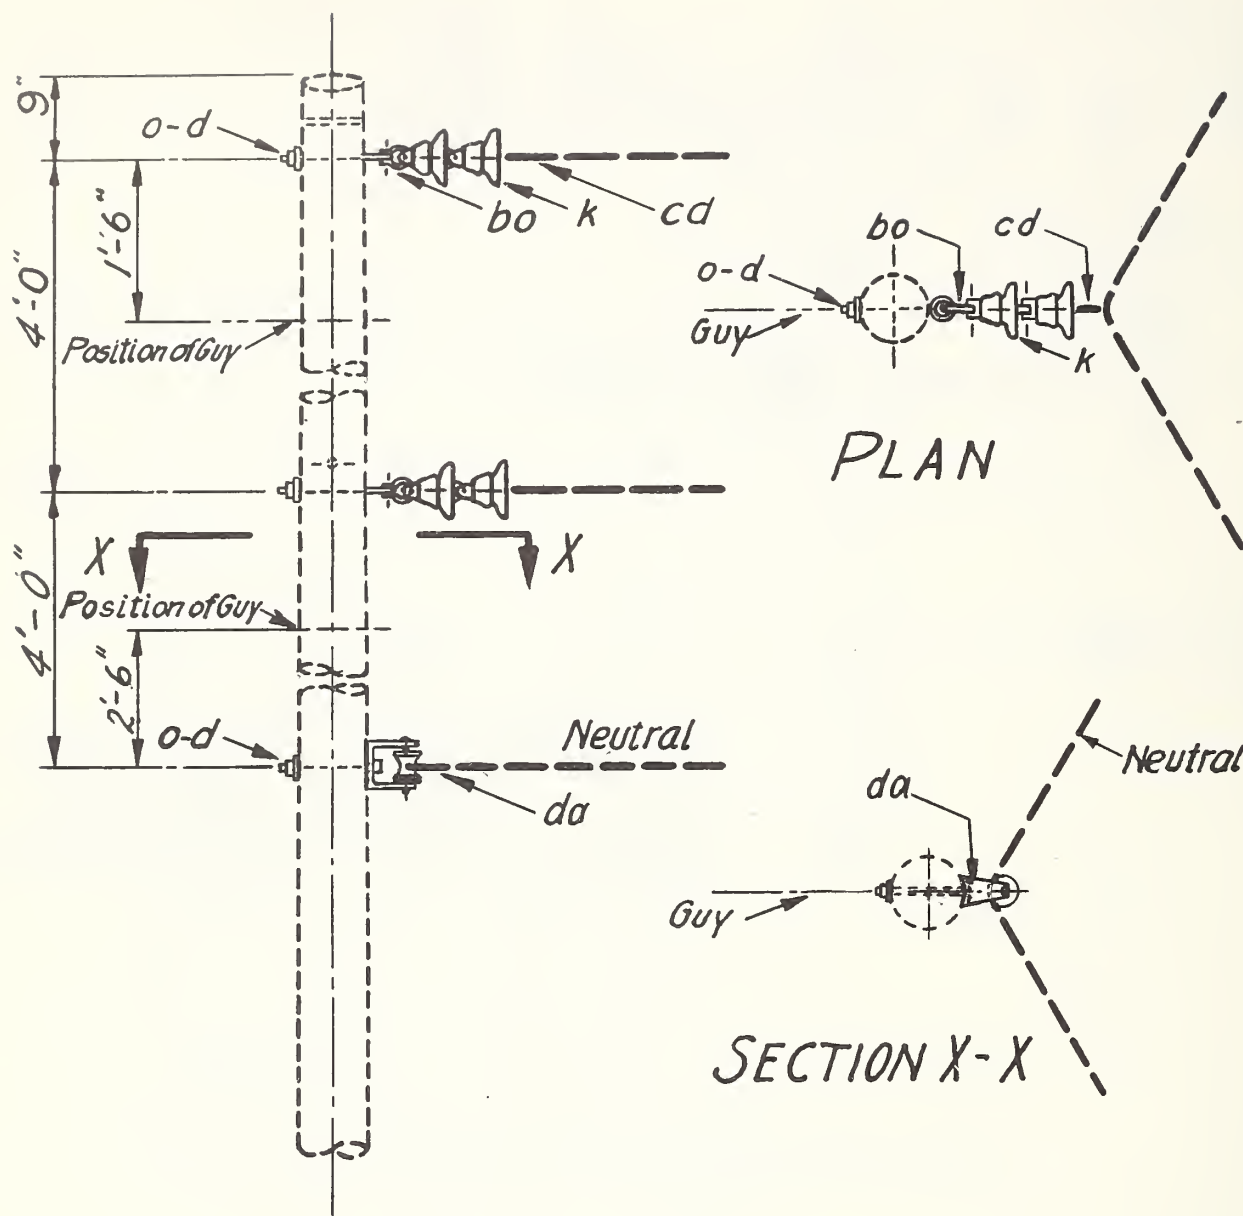 9"
o-d
bo
k
cd
1'-6"
4'-0"
Position of Guy
X
X
Position of Guy
4'-0"
2'-6"
o-d
Neutral
da
bo
cd
o-d
Guy
k
PLAN
Neutral
da
Guy
SECTION X-X